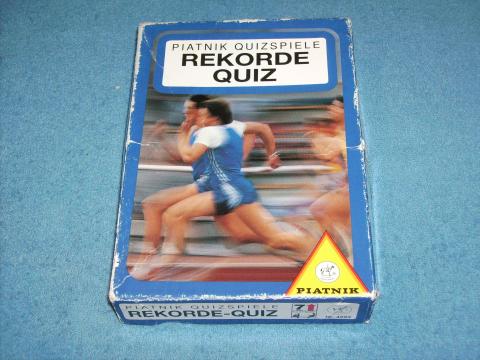 PIATNIK QUIZSPIELE
REKORDE
QUIZ
PIATNIK
PIATNIK QUIZSPIELE
REKORDE-QUIZ